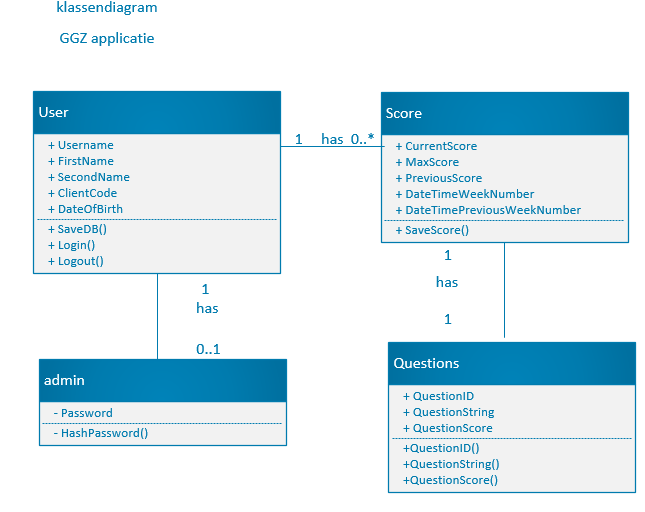 klassendiagram
GGZ applicatie
User
+ Username
+ FirstName
+ SecondName
+ ClientCode
+ DateOfBirth
+ SaveDB()
+ Login()
+ Logout()
1 has 0..*
Score
+ CurrentScore
+ MaxScore
+ PreviousScore
+ DateTimeWeekNumber
+ DateTimePreviousWeekNumber
+ SaveScore()
1
has
0..1
1
has
1
admin
- Password
- HashPassword()
Questions
+ QuestionID
+ QuestionString
+ QuestionScore
+QuestionID()
+QuestionString()
+QuestionScore()